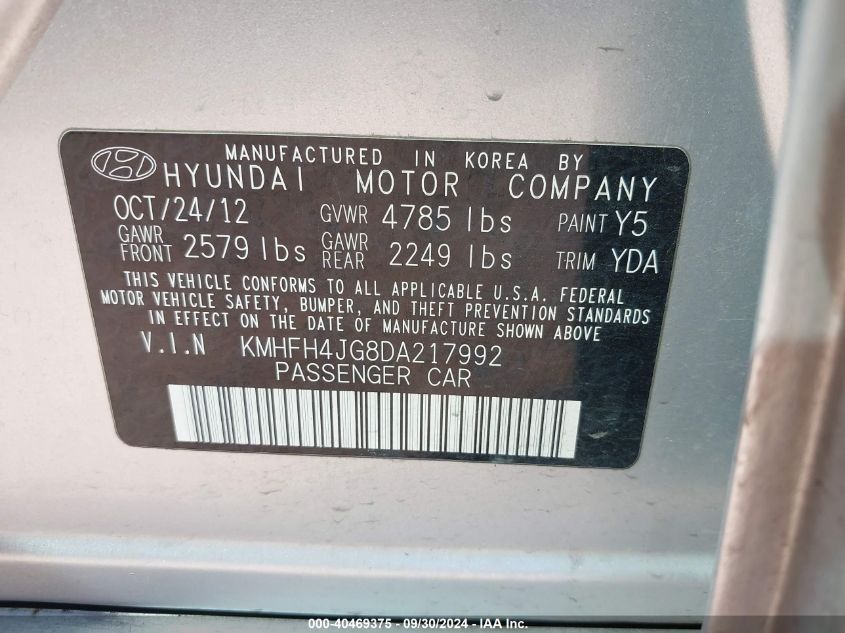 MANUFACTURED IN KOREA BY
HYUNDAI MOTOR COMPANY
OCT/24/12 GVWR 4785 lbs PAINT Y5
GAWR FRONT 2579 lbs GAWR REAR 2249 lbs TRIM YDA
THIS VEHICLE CONFORMS TO ALL APPLICABLE U.S.A. FEDERAL
MOTOR VEHICLE SAFETY, BUMPER, AND THEFT PREVENTION STANDARDS
IN EFFECT ON THE DATE OF MANUFACTURE SHOWN ABOVE
V.I.N KMHFH4JG8DA217992
PASSENGER CAR
000-40469375 - 09/30/2024 - IAA Inc.